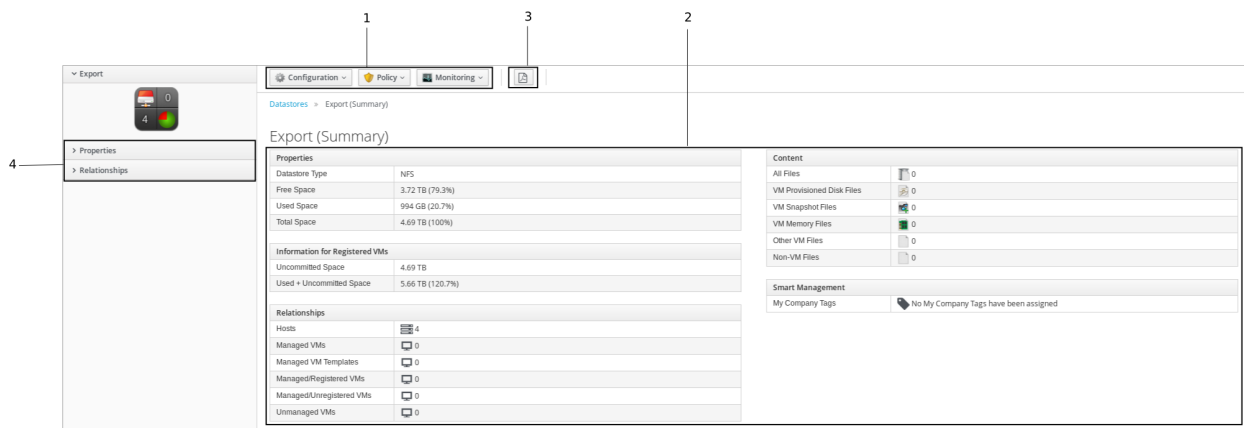 1
3
2
Export
Configuration
Policy
Monitoring
0
4
Datastores » Export (Summary)
Export (Summary)
4
Properties
Relationships
Properties
Datastore Type NFS
Free Space 3.72 TB (79.3%)
Used Space 994 GB (20.7%)
Total Space 4.69 TB (100%)
Information for Registered VMs
Uncommitted Space 4.69 TB
Used + Uncommitted Space 5.66 TB (120.7%)
Relationships
Hosts 4
Managed VMs 0
Managed VM Templates 0
Managed/Registered VMs 0
Managed/Unregistered VMs 0
Unmanaged VMs 0
Content
All Files 0
VM Provisioned Disk Files 0
VM Snapshot Files 0
VM Memory Files 0
Other VM Files 0
Non-VM Files 0
Smart Management
My Company Tags No My Company Tags have been assigned